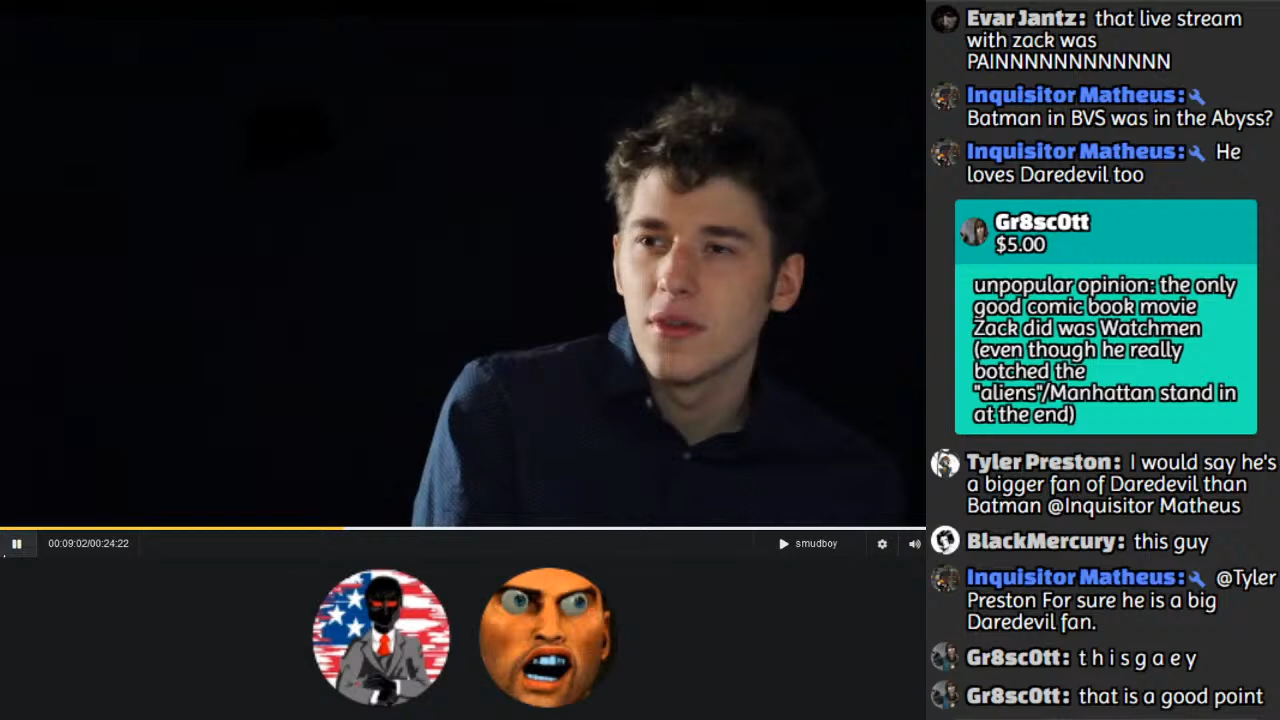 Evar Jantz: that live stream
with zack was
PAINNNNNNNNNNNN
Inquisitor Matheus:
Batman in BVS was in the Abyss?
Inquisitor Matheus: He
loves Daredevil too
Gr8sc0tt
$5.00
unpopular opinion: the only
good comic book movie
Zack did was Watchmen
(even though he really
botched the
"aliens"/Manhattan stand in
at the end)
Tyler Preston: I would say he's
a bigger fan of Daredevil than
Batman @Inquisitor Matheus
BlackMercury: this guy
Inquisitor Matheus: @Tyler
Preston For sure he is a big
Daredevil fan.
Gr8sc0tt: t h i s g a e y
Gr8sc0tt: that is a good point
00:09:02/00:24:22
smudboy